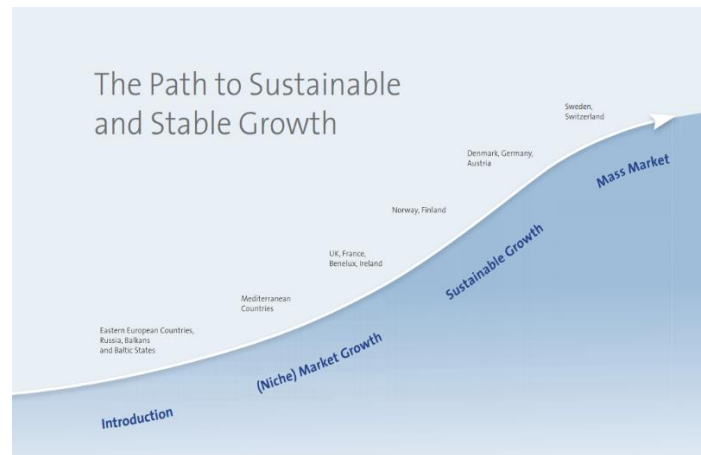 The Path to Sustainable
and Stable Growth
Sweden,
Switzerland
Mass Market
Denmark, Germany,
Austria
Sustainable Growth
Norway, Finland
UK, France,
Benelux, Ireland
(Niche) Market Growth
Mediterranean
Countries
Eastern European Countries,
Russia, Balkans
and Baltic States
Introduction